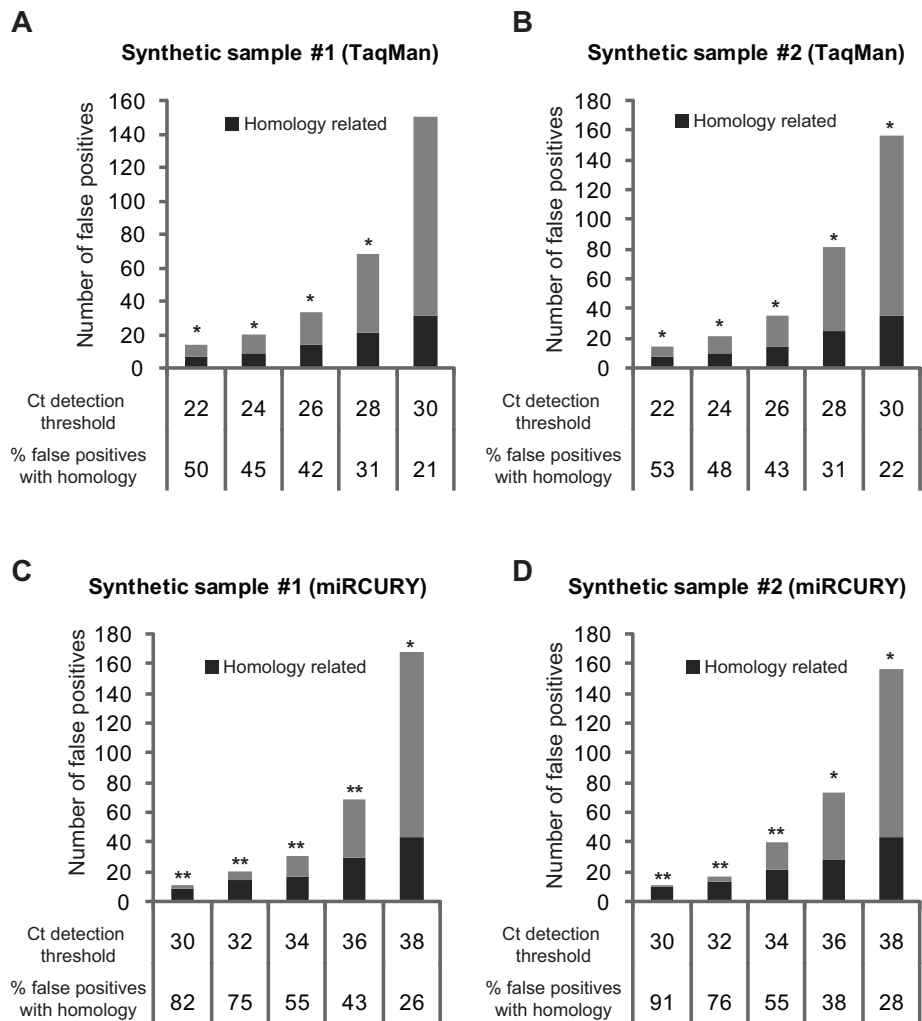 A
Synthetic sample #1 (TaqMan)
Number of false positives
160
140
120
100
80
60
40
20
0
■ Homology related
* * * *
Ct detection threshold 22 24 26 28 30
% false positives with homology 50 45 42 31 21
B
Synthetic sample #2 (TaqMan)
Number of false positives
180
160
140
120
100
80
60
40
20
0
■ Homology related
* * * * *
Ct detection threshold 22 24 26 28 30
% false positives with homology 53 48 43 31 22
C
Synthetic sample #1 (miRCURY)
Number of false positives
180
160
140
120
100
80
60
40
20
0
■ Homology related
** ** ** ** *
Ct detection threshold 30 32 34 36 38
% false positives with homology 82 75 55 43 26
D
Synthetic sample #2 (miRCURY)
Number of false positives
180
160
140
120
100
80
60
40
20
0
■ Homology related
** ** ** * *
Ct detection threshold 30 32 34 36 38
% false positives with homology 91 76 55 38 28